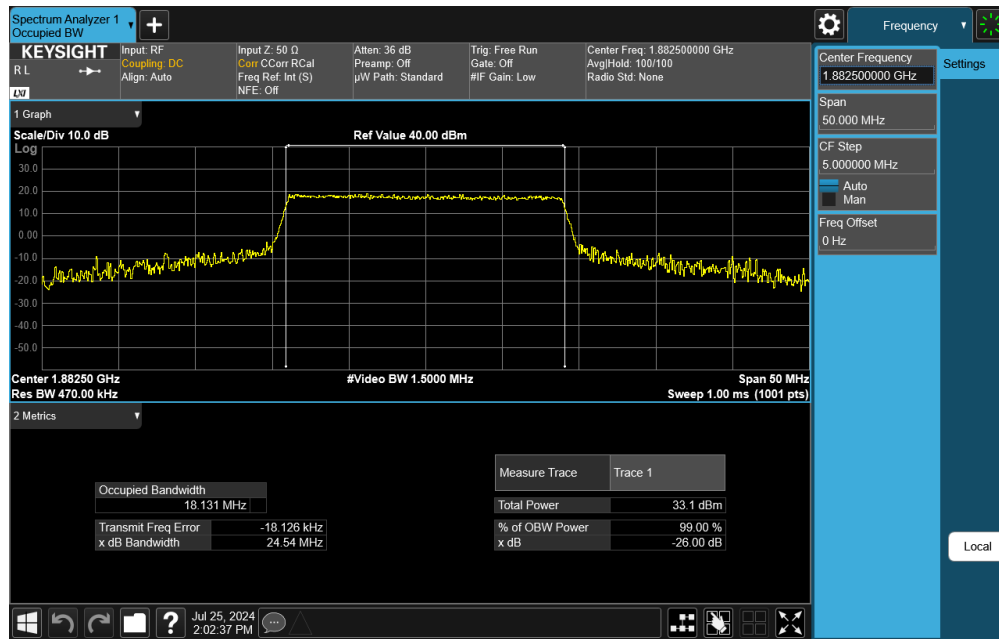 Spectrum Analyzer 1
Occupied BW
Frequency
KEYSIGHT
R L
LXI
Input: RF
Coupling: DC
Align: Auto
Input Z: 50 Ω
Corr CCorr RCal
Freq Ref: Int (S)
NFE: Off
Atten: 36 dB
Preamp: Off
µW Path: Standard
Trig: Free Run
Gate: Off
#IF Gain: Low
Center Freq: 1.882500000 GHz
Avg|Hold: 100/100
Radio Std: None
1 Graph
Scale/Div 10.0 dB
Ref Value 40.00 dBm
Log
30.0
20.0
10.0
0.00
-10.0
-20.0
-30.0
-40.0
-50.0
Center 1.88250 GHz
#Video BW 1.5000 MHz
Span 50 MHz
Res BW 470.00 kHz
Sweep 1.00 ms (1001 pts)
2 Metrics
Occupied Bandwidth
18.131 MHz
Transmit Freq Error -18.126 kHz
x dB Bandwidth 24.54 MHz
Measure Trace Trace 1
Total Power 33.1 dBm
% of OBW Power 99.00 %
x dB -26.00 dB
Center Frequency
1.882500000 GHz
Span
50.000 MHz
CF Step
5.000000 MHz
Auto
Man
Freq Offset
0 Hz
Settings
Local
?
Jul 25, 2024
2:02:37 PM